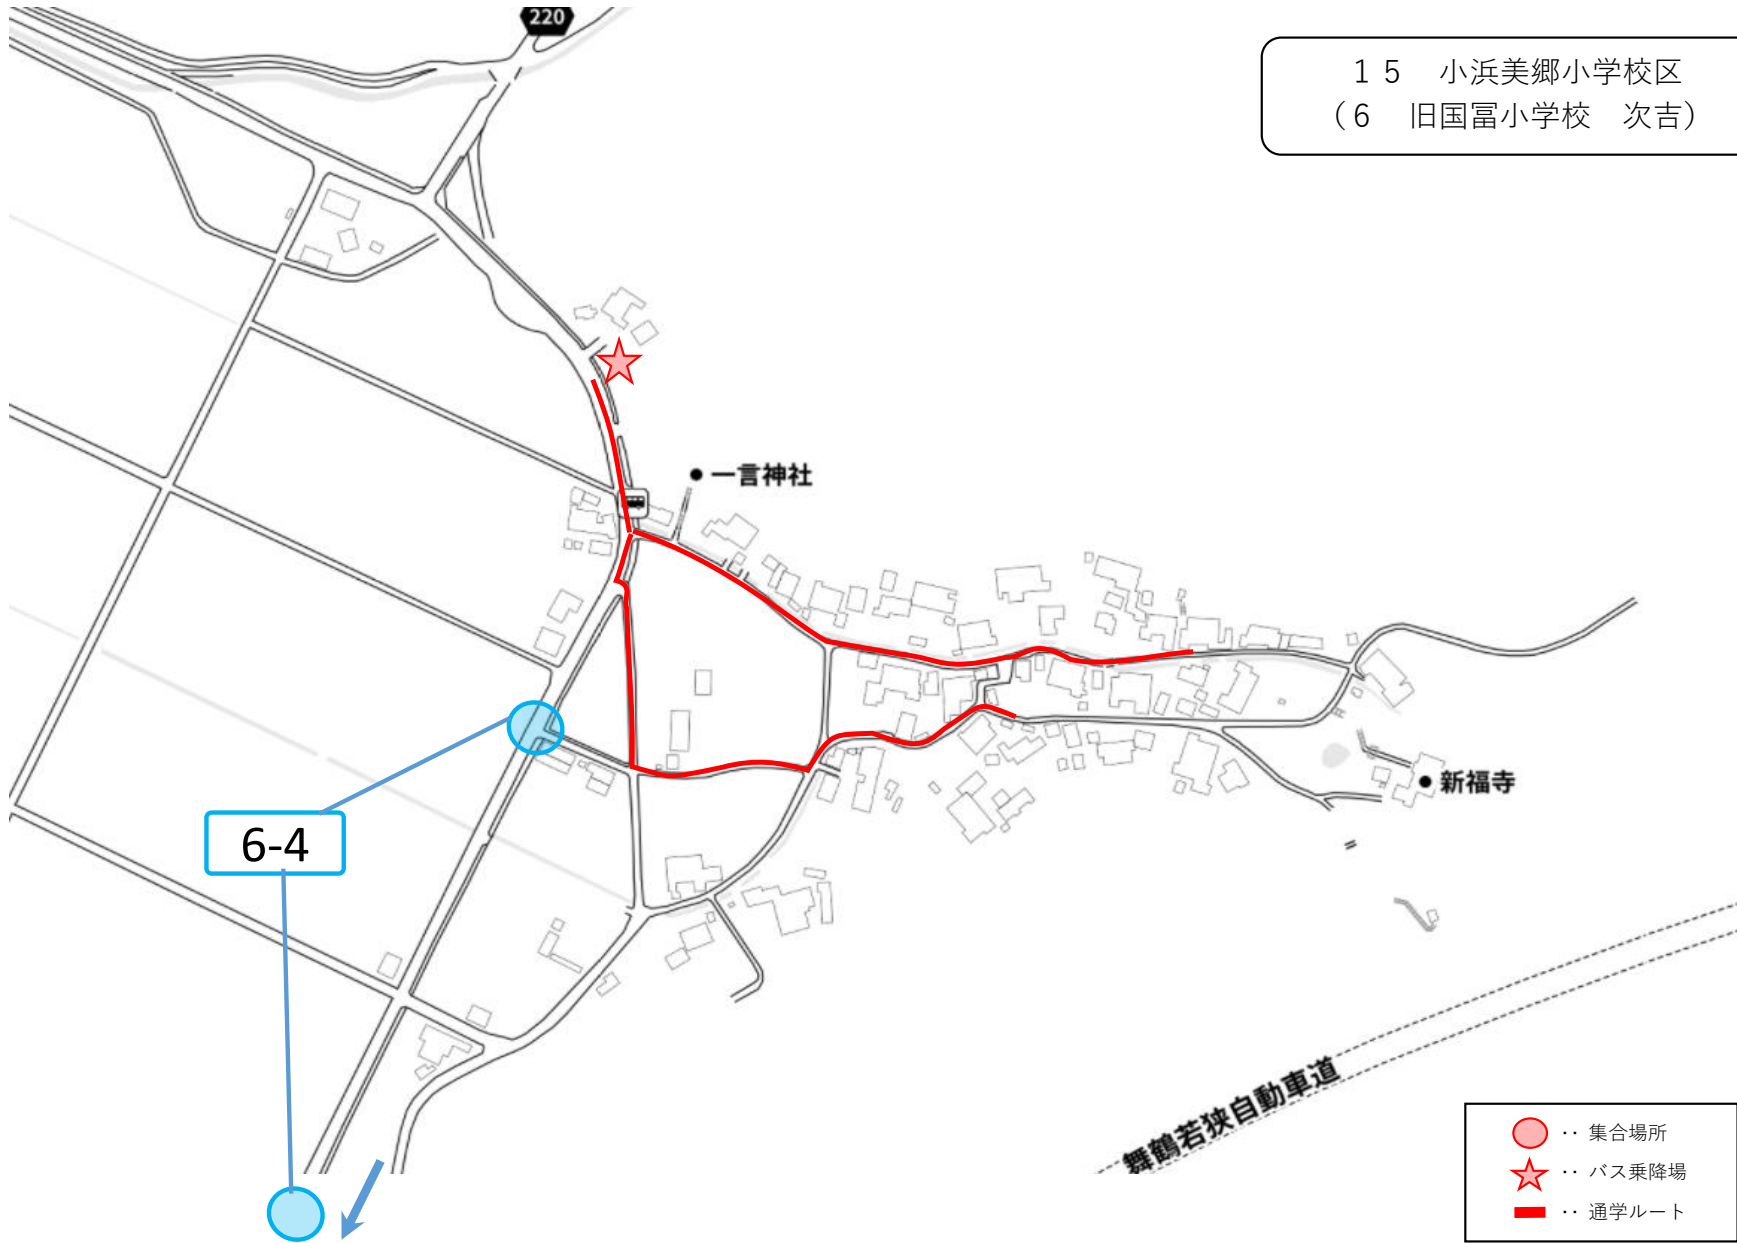 220
１５　小浜美郷小学校区
（６　旧国冨小学校　次吉）
一言神社
新福寺
6-4
舞鶴若狭自動車道
‥ 集合場所
‥ バス乗降場
‥ 通学ルート